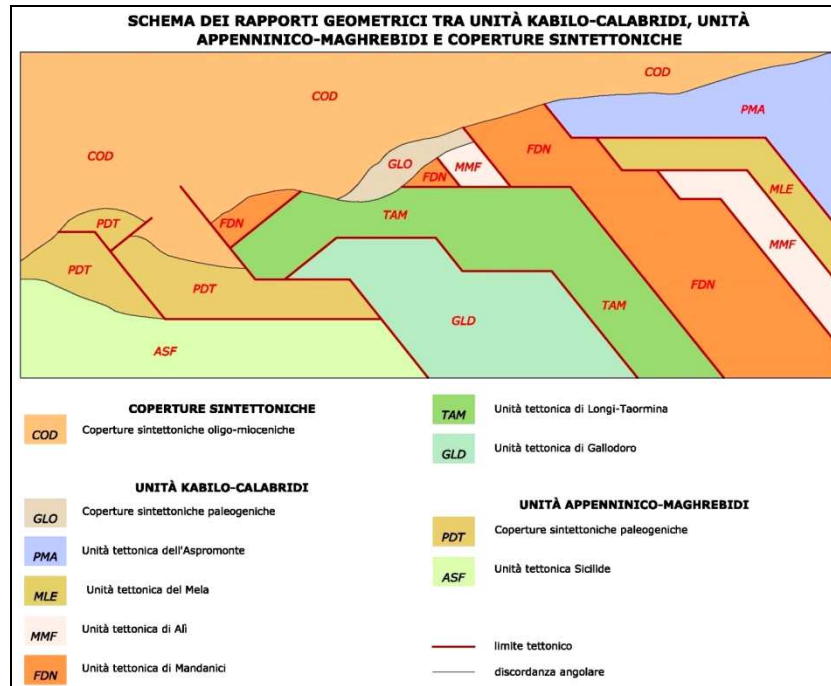 SCHEMA DEI RAPPORTI GEOMETRICI TRA UNITÀ KABILO-CALABRIDI, UNITÀ
APPENNINICO-MAGHREBIDI E COPERTURE SINTETTONICHE
COD
COD
COD
PMA
GLO
MMF
FDN
FDN
MLE
PDT
FDN
TAM
MMF
PDT
PDT
FDN
GLD
TAM
ASF
COPERTURE SINTETTONICHE
COD Coperture sintettoniche oligo-mioceniche
UNITÀ KABILO-CALABRIDI
GLO Coperture sintettoniche paleogeniche
PMA Unità tettonica dell'Aspromonte
MLE Unità tettonica del Mela
MMF Unità tettonica di Alì
FDN Unità tettonica di Mandanici
TAM Unità tettonica di Longi-Taormina
GLD Unità tettonica di Gallodoro
UNITÀ APPENNINICO-MAGHREBIDI
PDT Coperture sintettoniche paleogeniche
ASF Unità tettonica Sicilide
limite tettonico
discordanza angolare